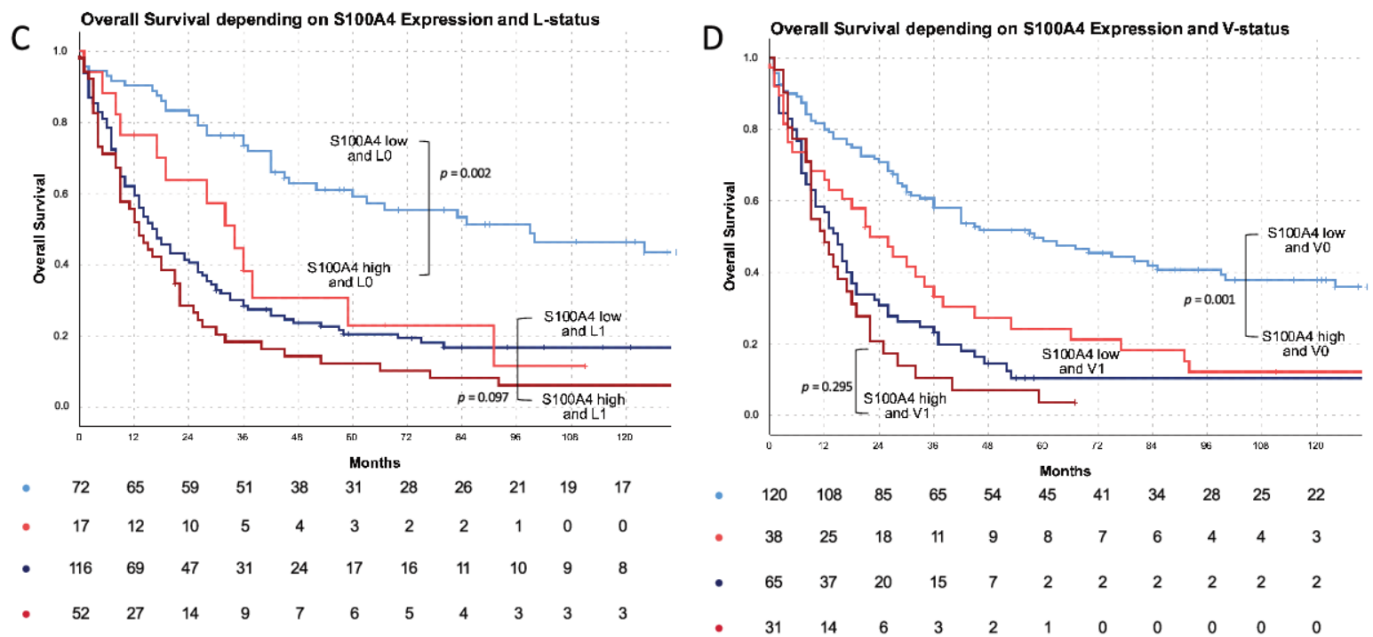 C
Overall Survival depending on S100A4 Expression and L-status
Overall Survival
1.0
0.8
0.6
0.4
0.2
0.0
S100A4 low
and L0
p = 0.002
S100A4 high
and L0
S100A4 low
and L1
p = 0.097
S100A4 high
and L1
0 12 24 36 48 60 72 84 96 108 120
Months
72 65 59 51 38 31 28 26 21 19 17
17 12 10 5 4 3 2 2 1 0 0
116 69 47 31 24 17 16 11 10 9 8
52 27 14 9 7 6 5 4 3 3 3
D
Overall Survival depending on S100A4 Expression and V-status
Overall Survival
1.0
0.8
0.6
0.4
0.2
0.0
S100A4 low
and V0
p = 0.001
S100A4 high
and V0
S100A4 low
and V1
p = 0.295
S100A4 high
and V1
0 12 24 36 48 60 72 84 96 108 120
Months
120 108 85 65 54 45 41 34 28 25 22
38 25 18 11 9 8 7 6 4 4 3
65 37 20 15 7 2 2 2 2 2 2
31 14 6 3 2 1 0 0 0 0 0